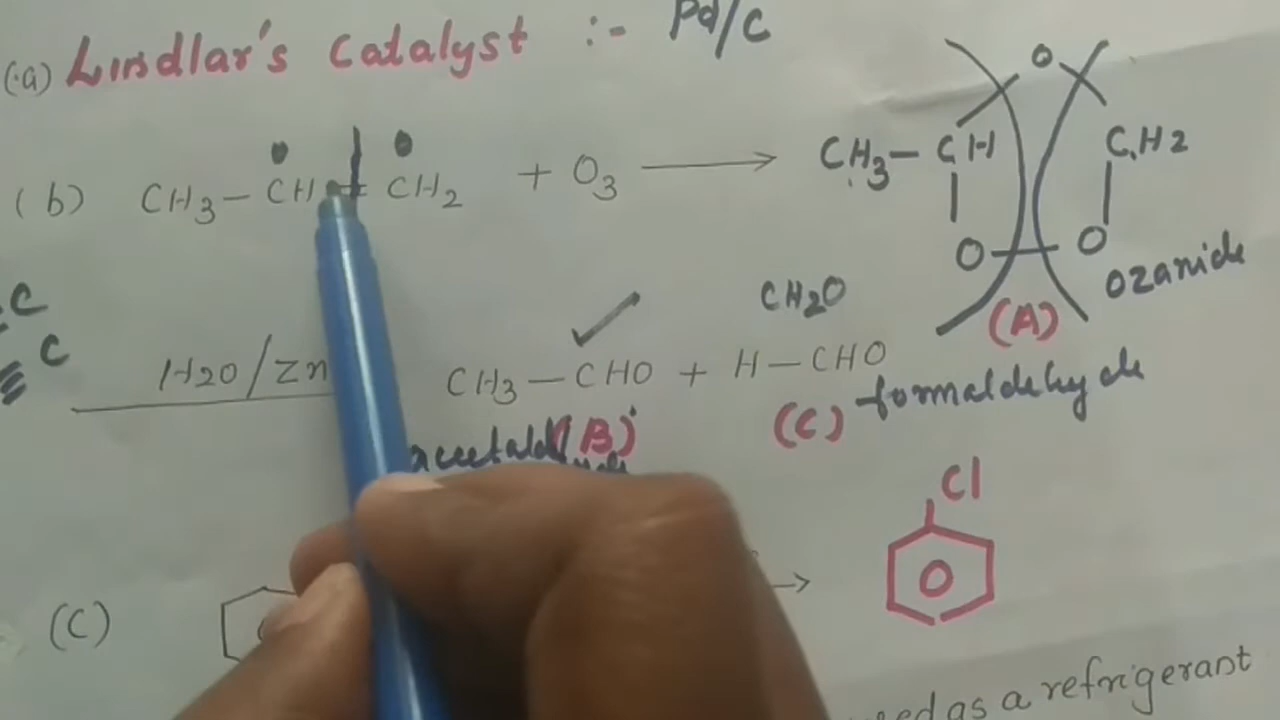 (a) Lindlar's Catalyst :- Pd/C
(b) CH3 — CH = CH2 + O3 →
O
CH3 — CH CH2
O — O
ozanide
(A)
C
C
CH2O
H2O/Zn CH3 — CHO + H — CHO
(B) (C) formaldehyde
Cl
(C) →
as a refrigerant